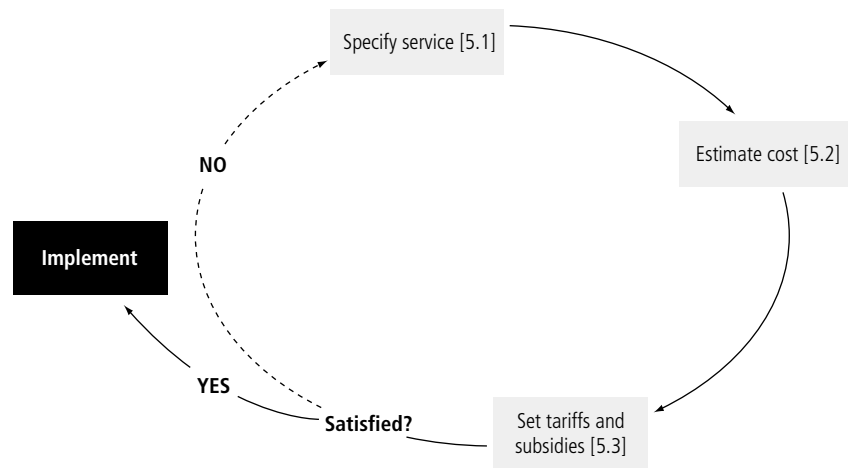 Specify service [5.1]
Estimate cost [5.2]
NO
Implement
YES
Satisfied?
Set tariffs and
subsidies [5.3]